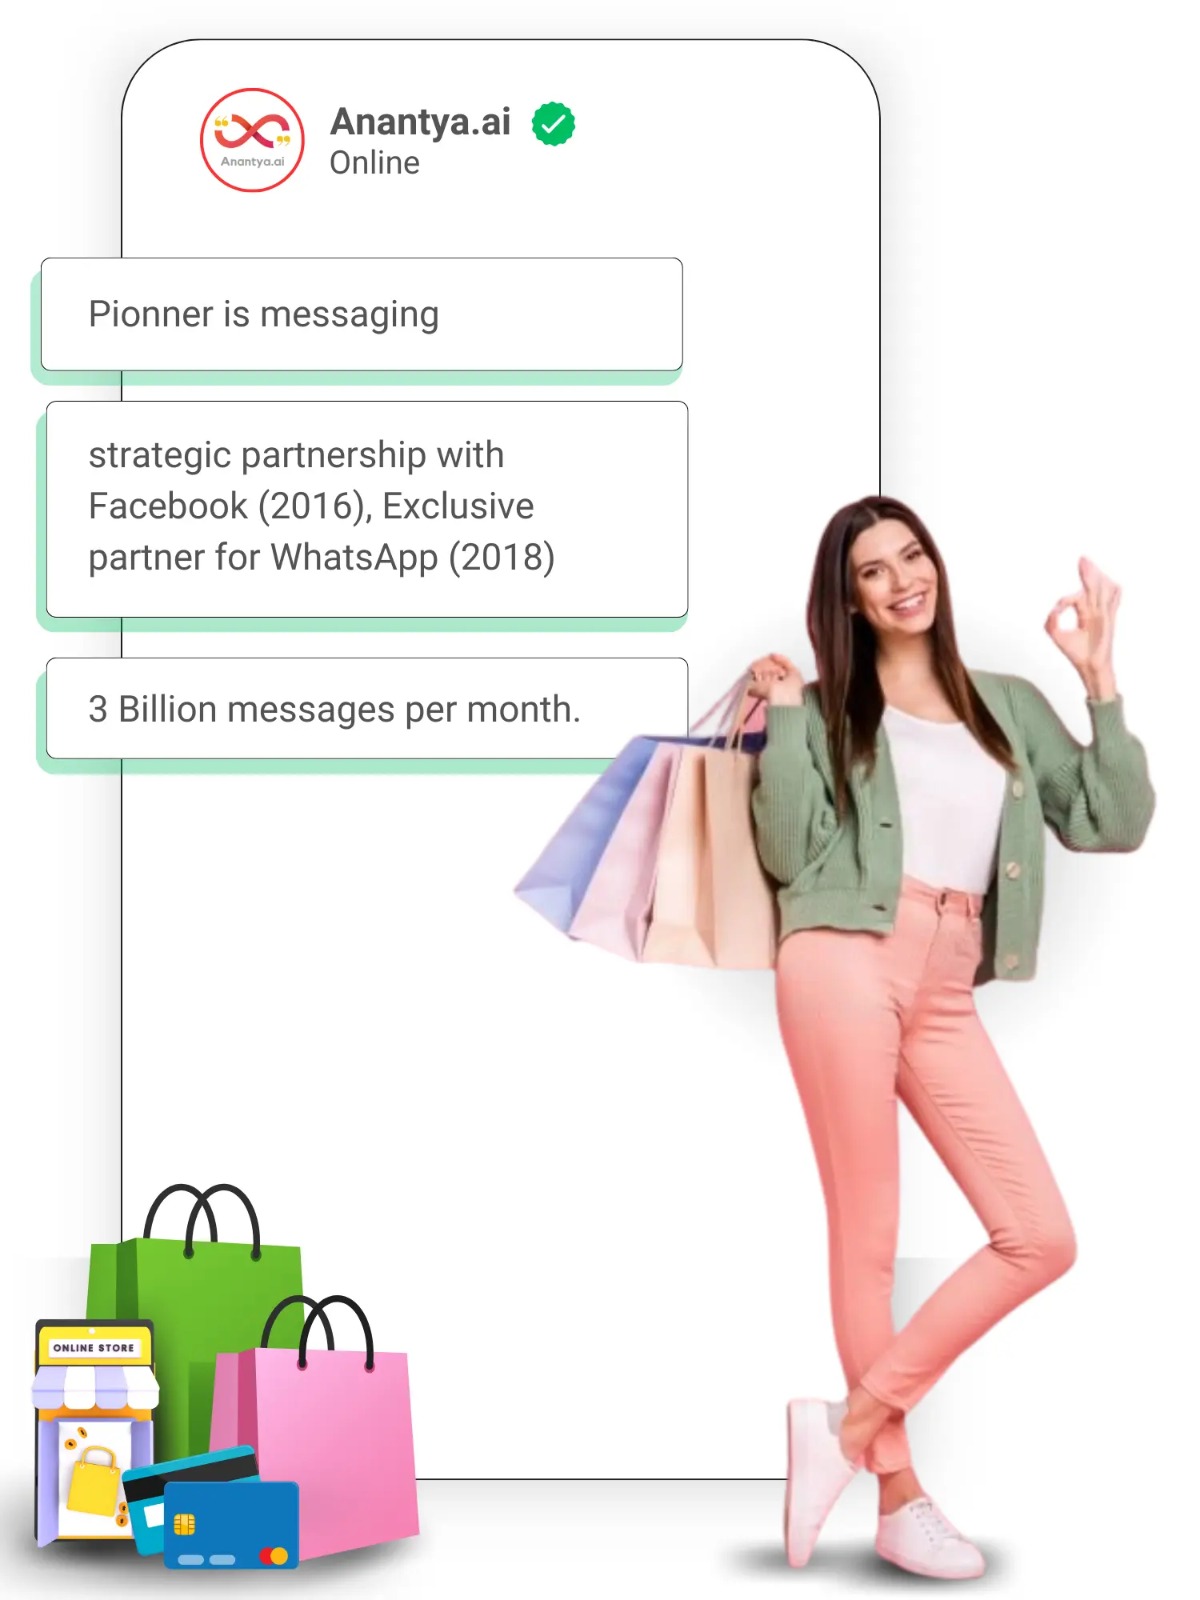 Anantya.ai
Anantya.ai
Online
Pionner is messaging
strategic partnership with
Facebook (2016), Exclusive
partner for WhatsApp (2018)
3 Billion messages per month.
ONLINE STORE